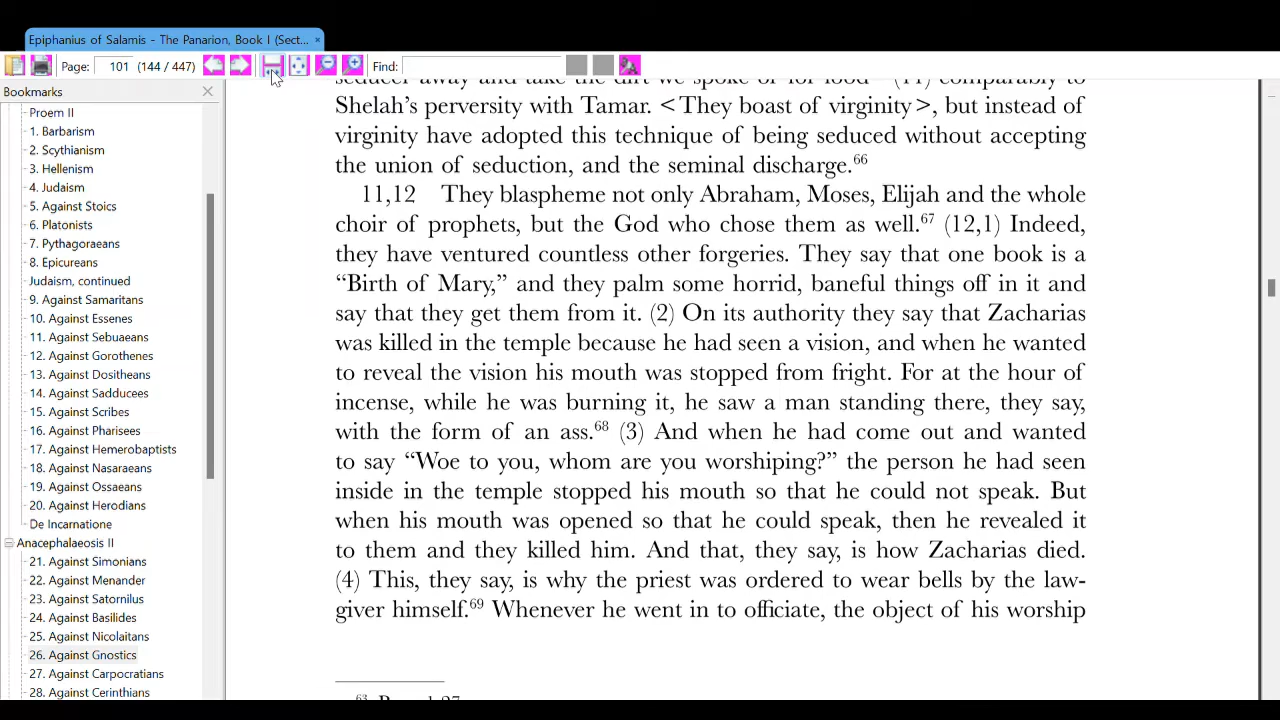 Epiphanius of Salamis - The Panarion, Book I (Sect...
Page: 101 (144 / 447) Find:
Bookmarks
Proem II
1. Barbarism
2. Scythianism
3. Hellenism
4. Judaism
5. Against Stoics
6. Platonists
7. Pythagoraeans
8. Epicureans
Judaism, continued
9. Against Samaritans
10. Against Essenes
11. Against Sebuaeans
12. Against Gorothenes
13. Against Dositheans
14. Against Sadducees
15. Against Scribes
16. Against Pharisees
17. Against Hemerobaptists
18. Against Nasaraeans
19. Against Ossaeans
20. Against Herodians
De Incarnatione
Anacephalaeosis II
21. Against Simonians
22. Against Menander
23. Against Satornilus
24. Against Basilides
25. Against Nicolaitans
26. Against Gnostics
27. Against Carpocratians
28. Against Cerinthians
seducer away and take the dirt we spoke of for food—(11) comparably to
Shelah’s perversity with Tamar. <They boast of virginity>, but instead of
virginity have adopted this technique of being seduced without accepting
the union of seduction, and the seminal discharge.66
11,12 They blaspheme not only Abraham, Moses, Elijah and the whole
choir of prophets, but the God who chose them as well.67 (12,1) Indeed,
they have ventured countless other forgeries. They say that one book is a
“Birth of Mary,” and they palm some horrid, baneful things off in it and
say that they get them from it. (2) On its authority they say that Zacharias
was killed in the temple because he had seen a vision, and when he wanted
to reveal the vision his mouth was stopped from fright. For at the hour of
incense, while he was burning it, he saw a man standing there, they say,
with the form of an ass.68 (3) And when he had come out and wanted
to say “Woe to you, whom are you worshiping?” the person he had seen
inside in the temple stopped his mouth so that he could not speak. But
when his mouth was opened so that he could speak, then he revealed it
to them and they killed him. And that, they say, is how Zacharias died.
(4) This, they say, is why the priest was ordered to wear bells by the law-
giver himself.69 Whenever he went in to officiate, the object of his worship